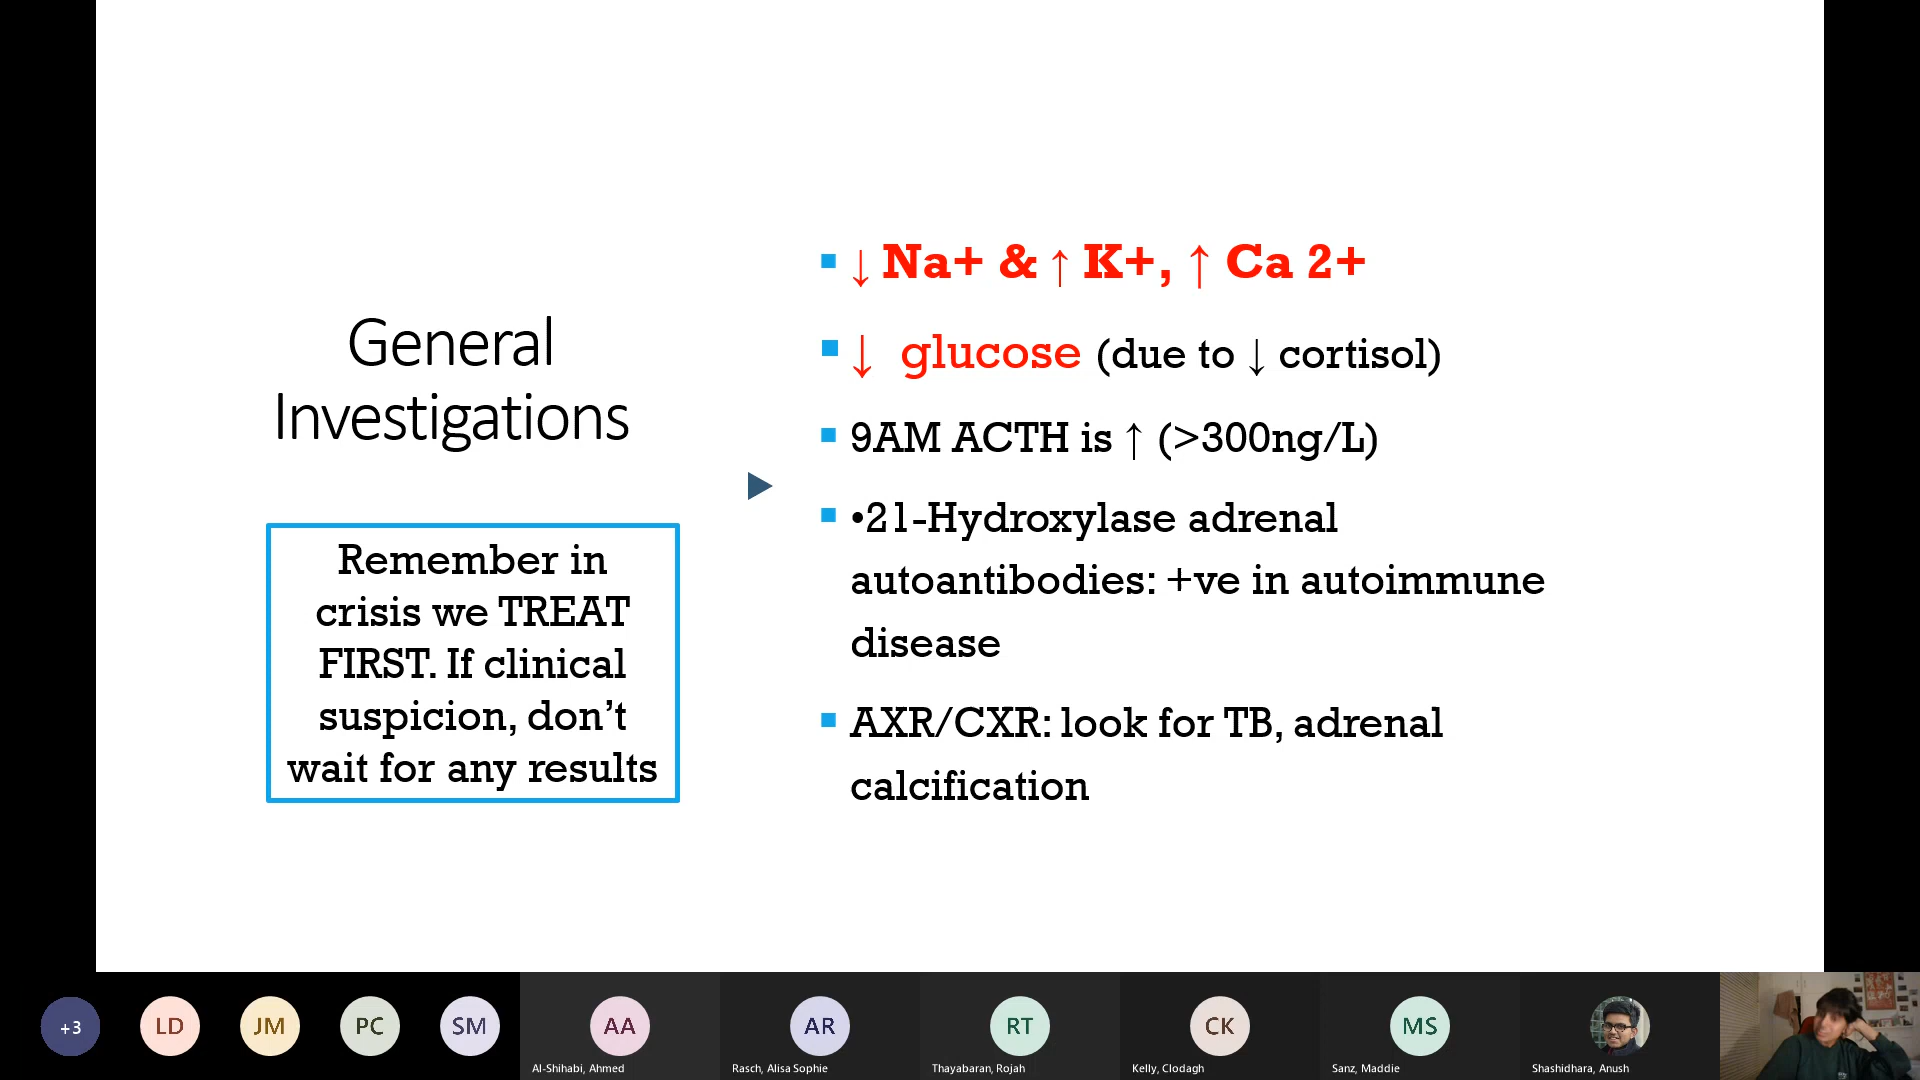 General
Investigations
Remember in
crisis we TREAT
FIRST. If clinical
suspicion, don’t
wait for any results
↓ Na+ & ↑ K+, ↑ Ca 2+
↓ glucose (due to ↓ cortisol)
9AM ACTH is ↑ (>300ng/L)
•21-Hydroxylase adrenal
autoantibodies: +ve in autoimmune
disease
AXR/CXR: look for TB, adrenal
calcification
+3
LD
JM
PC
SM
AA
Al-Shihabi, Ahmed
AR
Rasch, Alisa Sophie
RT
Thayabaran, Rojah
CK
Kelly, Clodagh
MS
Sanz, Maddie
Shashidhara, Anush